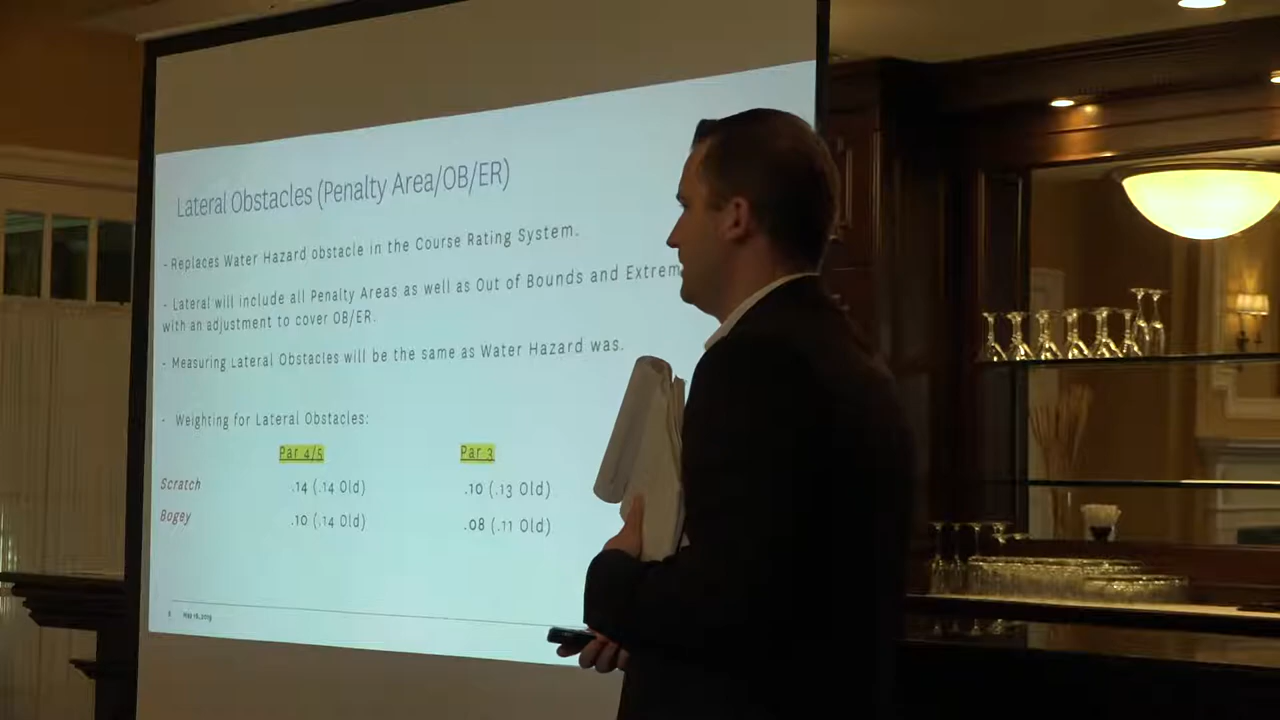 Lateral Obstacles (Penalty Area/OB/ER)
- Replaces Water Hazard obstacle in the Course Rating System.
- Lateral will include all Penalty Areas as well as Out of Bounds and Extrem
with an adjustment to cover OB/ER.
- Measuring Lateral Obstacles will be the same as Water Hazard was.
- Weighting for Lateral Obstacles:
Par 4/5 Par 3
Scratch .14 (.14 Old) .10 (.13 Old)
Bogey .10 (.14 Old) .08 (.11 Old)